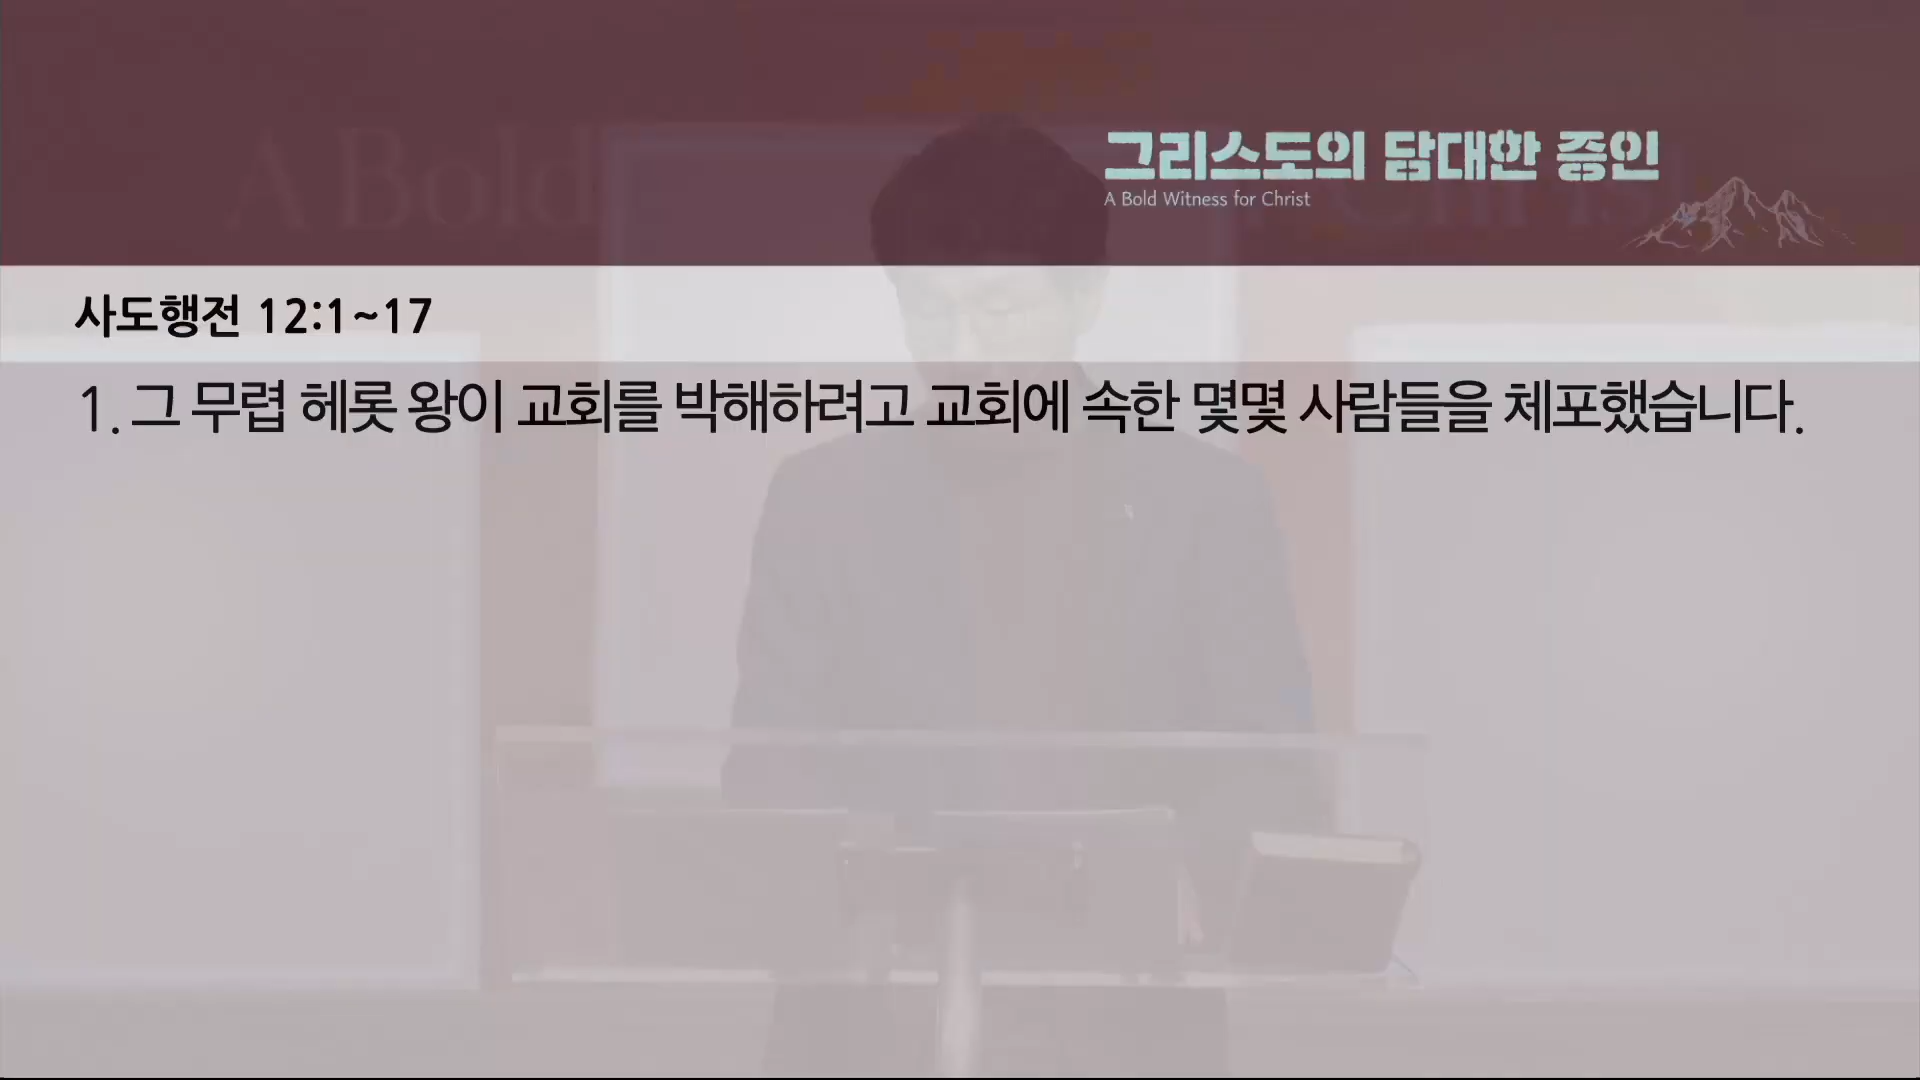 그리스도의 담대한 증인
A Bold Witness for Christ
A Bold Chris
사도행전 12:1~17
1. 그 무렵 헤롯 왕이 교회를 박해하려고 교회에 속한 몇몇 사람들을 체포했습니다.